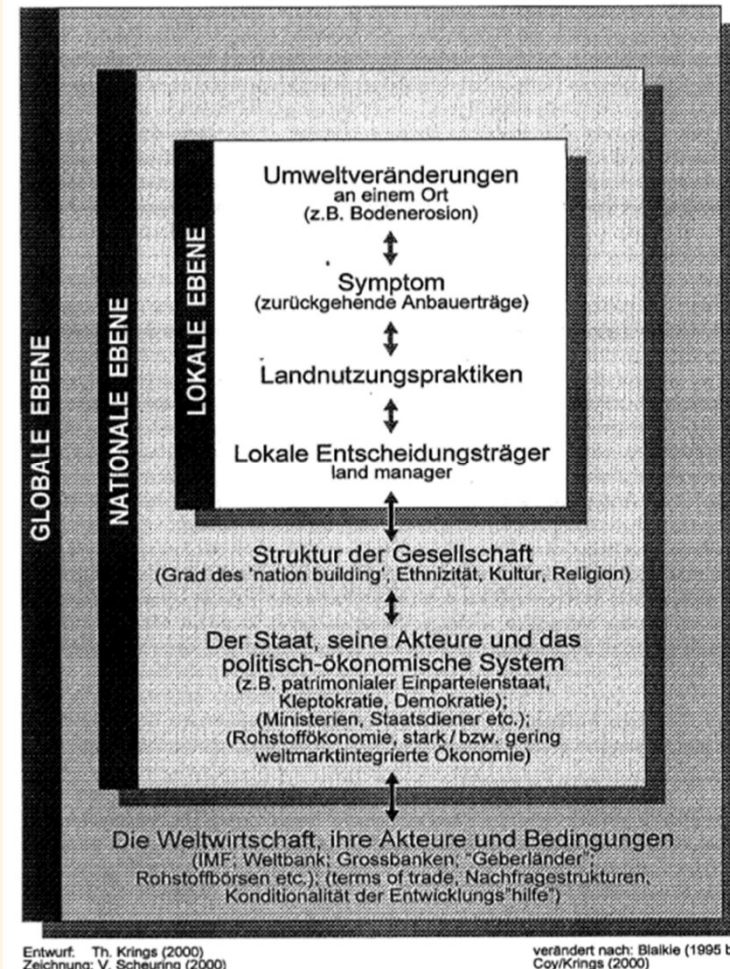 GLOBALE EBENE
NATIONALE EBENE
LOKALE EBENE
Umweltveränderungen
an einem Ort
(z.B. Bodenerosion)
Symptom
(zurückgehende Anbauerträge)
Landnutzungspraktiken
Lokale Entscheidungsträger
land manager
Struktur der Gesellschaft
(Grad des 'nation building', Ethnizität, Kultur, Religion)
Der Staat, seine Akteure und das
politisch-ökonomische System
(z.B. patrimonialer Einparteienstaat,
Kleptokratie, Demokratie);
(Ministerien, Staatsdiener etc.);
(Rohstoffökonomie, stark / bzw. gering
weltmarktintegrierte Ökonomie)
Die Weltwirtschaft, ihre Akteure und Bedingungen
(IMF; Weltbank; Grossbanken; "Geberländer";
Rohstoffbörsen etc.); (terms of trade, Nachfragestrukturen,
Konditionalität der Entwicklungs"hilfe")
Entwurf: Th. Krings (2000)
Zeichnung: V. Scheuring (2000)
verändert nach: Blaikie (1995 b
Coy/Krings (2000)